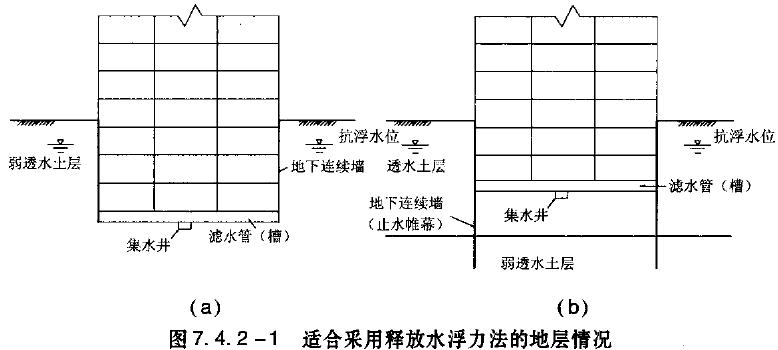 抗浮水位
弱透水土层
地下连续墙
集水井
滤水管（槽）
(a)
抗浮水位
透水土层
滤水管（槽）
地下连续墙
（止水帷幕）
集水井
弱透水土层
(b)
图7.4.2-1 适合采用释放水浮力法的地层情况